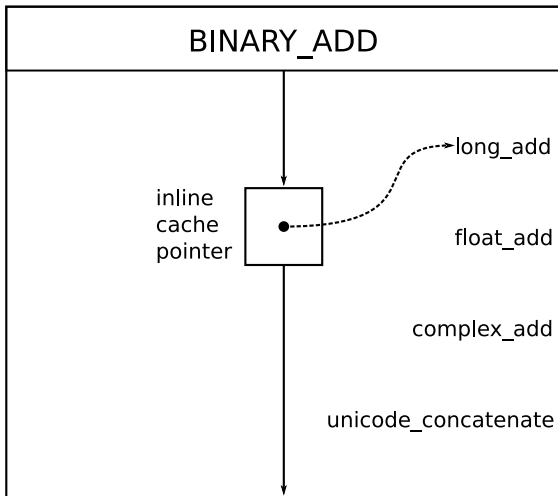 BINARY_ADD
long_add
inline
cache
pointer
float_add
complex_add
unicode_concatenate